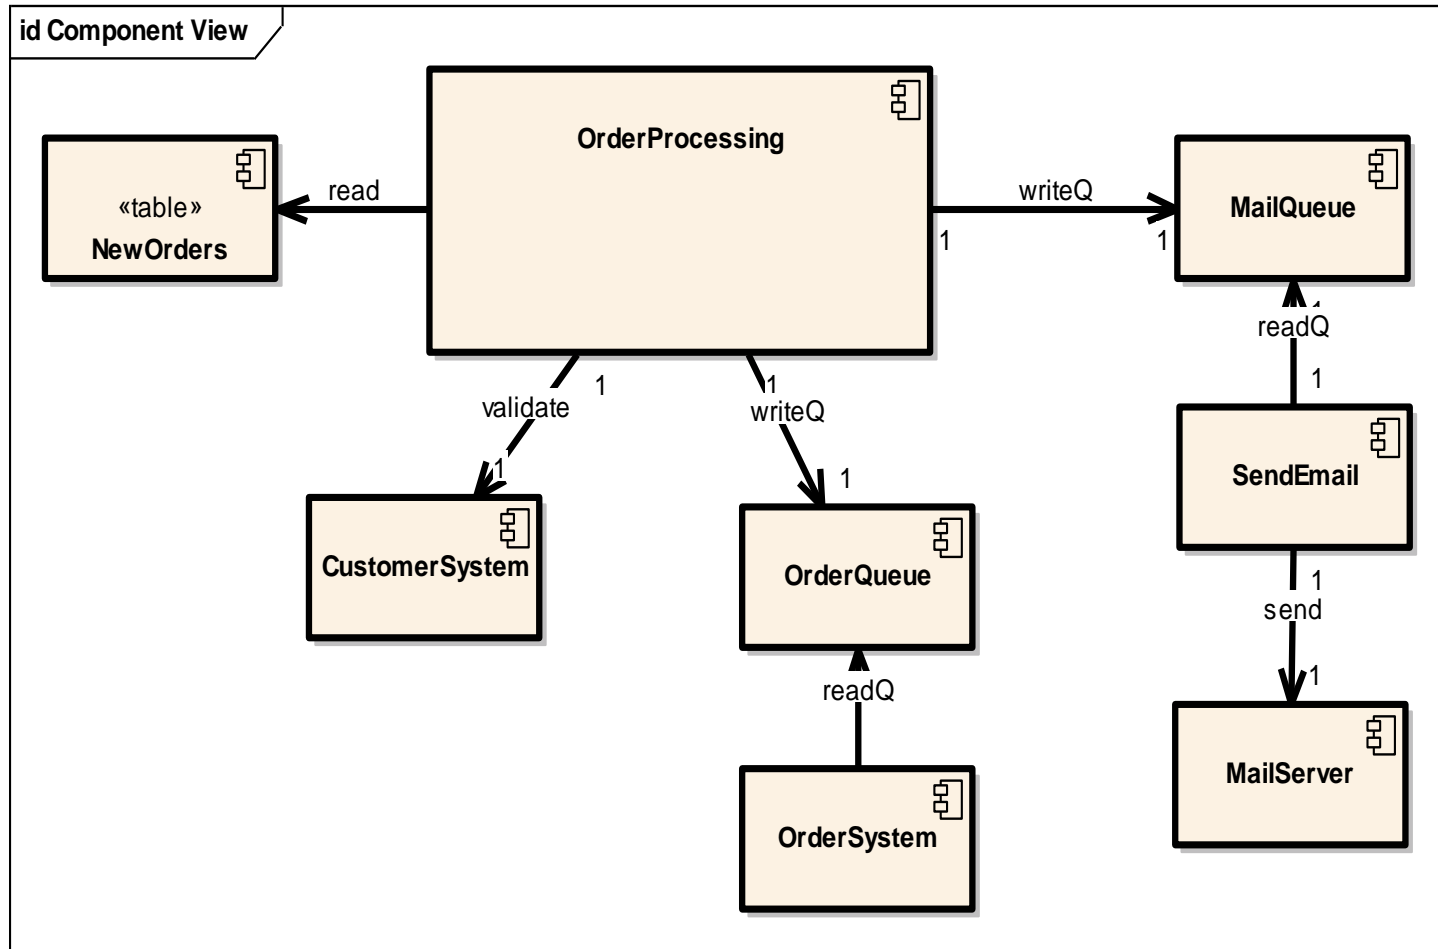 id Component View
OrderProcessing
«table»
NewOrders
read
writeQ
1
1
MailQueue
1
readQ
1
validate
1
1
1
writeQ
1
SendEmail
CustomerSystem
OrderQueue
1
send
1
readQ
MailServer
OrderSystem